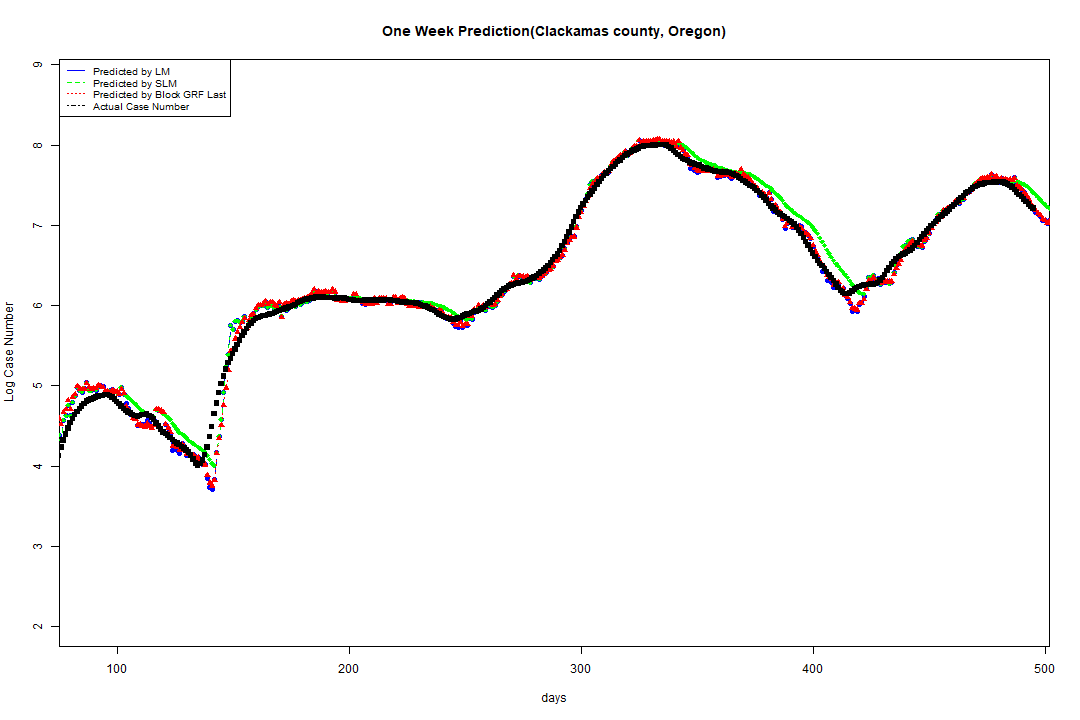 One Week Prediction(Clackamas county, Oregon)
Predicted by LM
Predicted by SLM
Predicted by Block GRF Last
Actual Case Number
9
8
7
6
5
4
3
2
Log Case Number
100 200 300 400 500
days